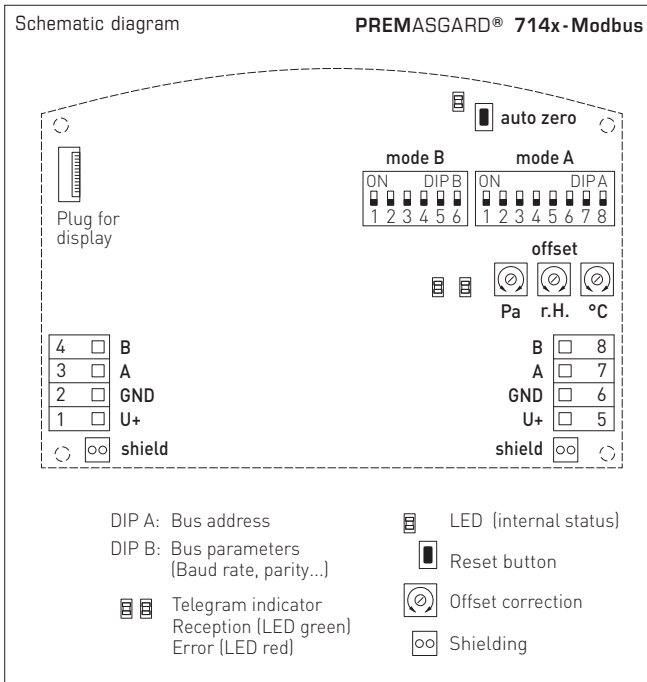 Schematic diagram
PREMASGARD® 714x-Modbus
auto zero
mode B
mode A
ON DIP B
ON DIP A
1 2 3 4 5 6
1 2 3 4 5 6 7 8
Plug for
display
offset
Pa r.H. °C
4 B
3 A
2 GND
1 U+
shield
B 8
A 7
GND 6
U+ 5
shield
DIP A: Bus address
DIP B: Bus parameters
(Baud rate, parity...)
Telegram indicator
Reception (LED green)
Error (LED red)
LED (internal status)
Reset button
Offset correction
Shielding